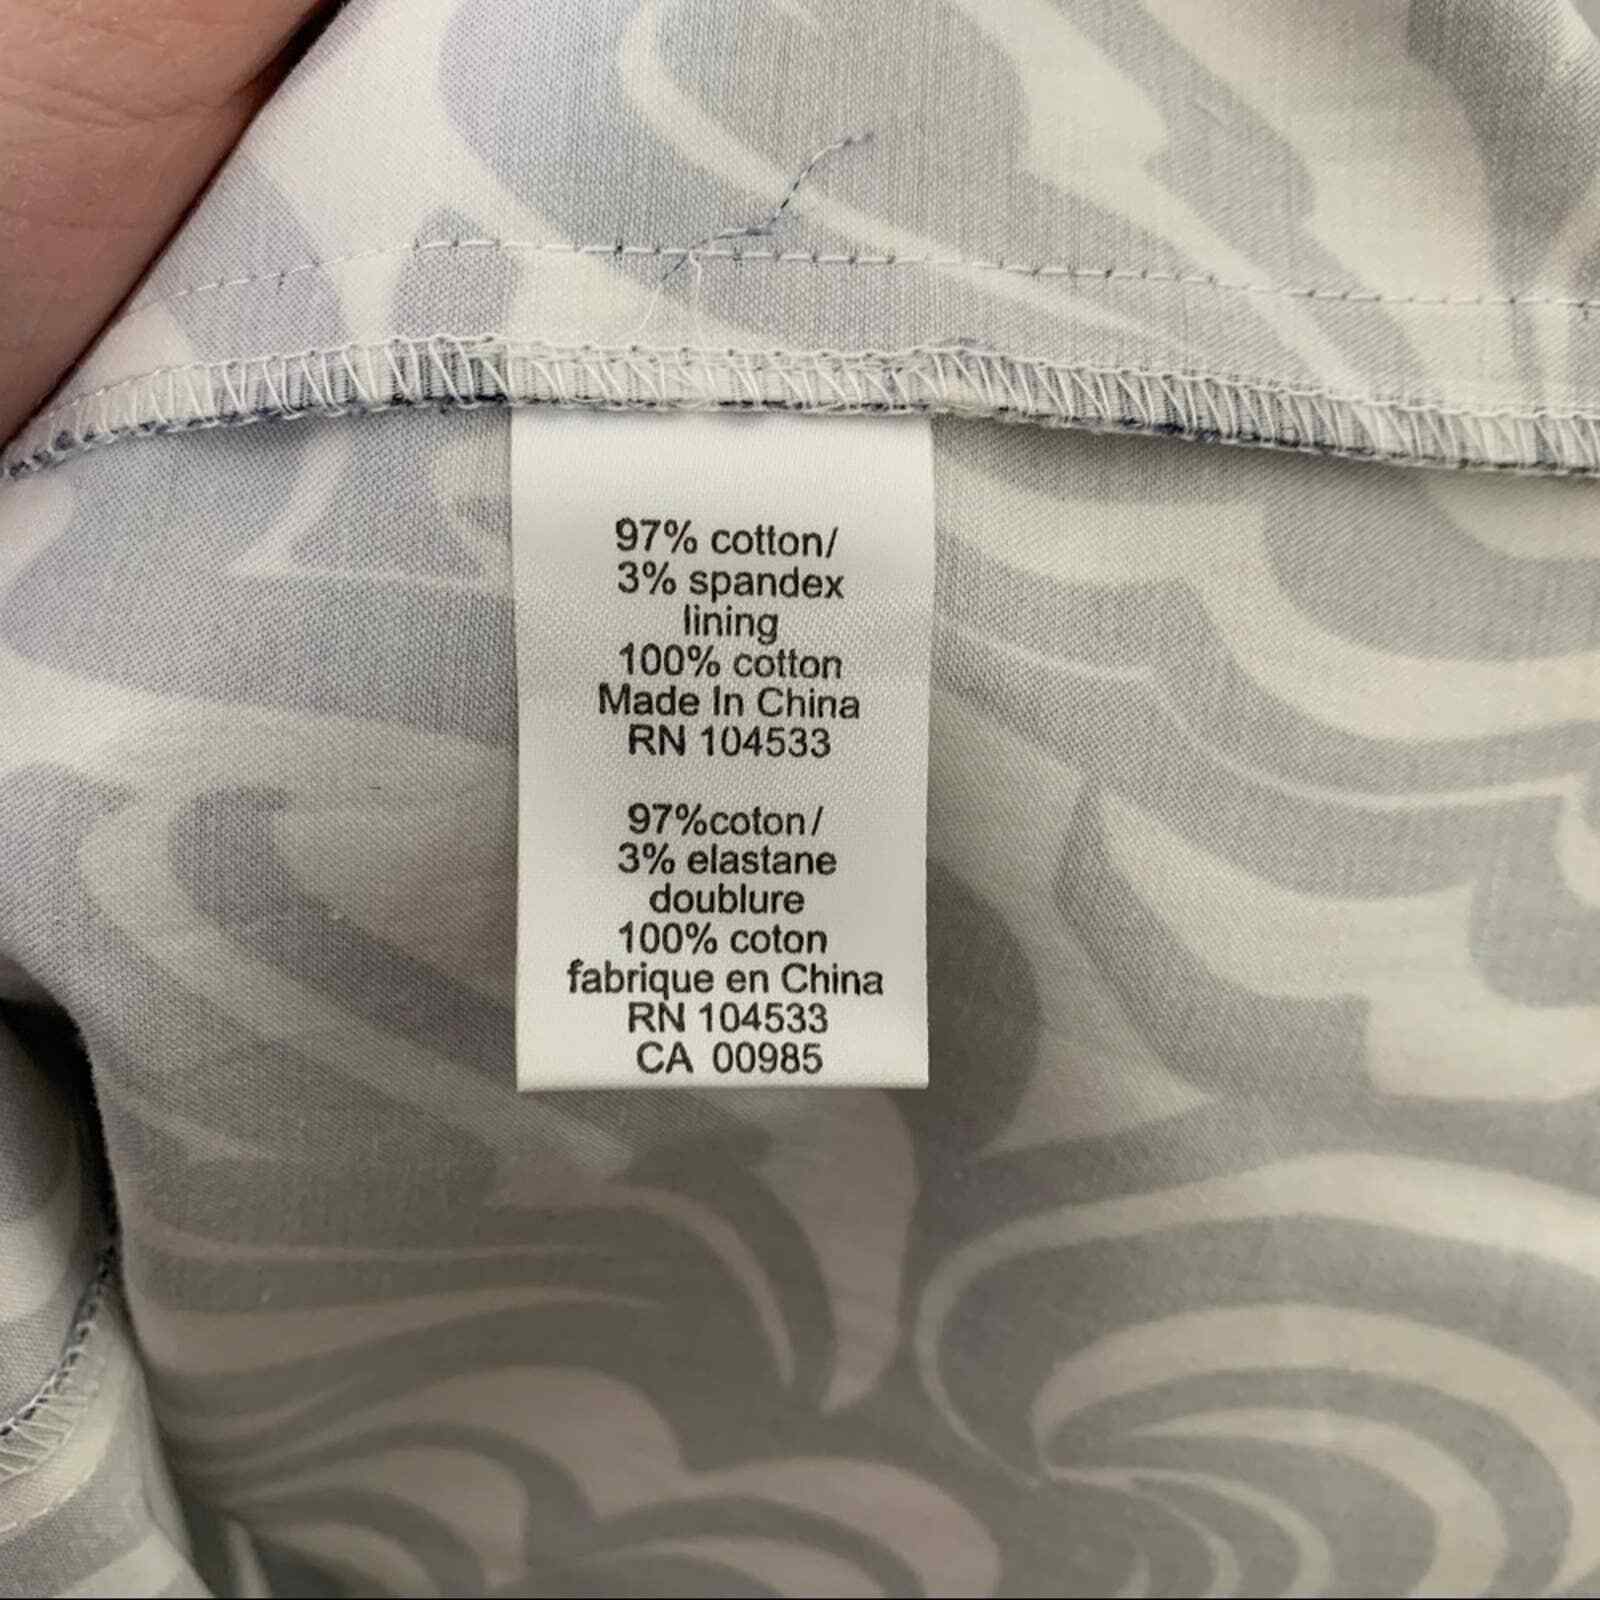 97% cotton/
3% spandex
lining
100% cotton
Made In China
RN 104533
97%coton/
3% elastane
doublure
100% coton
fabrique en China
RN 104533
CA 00985